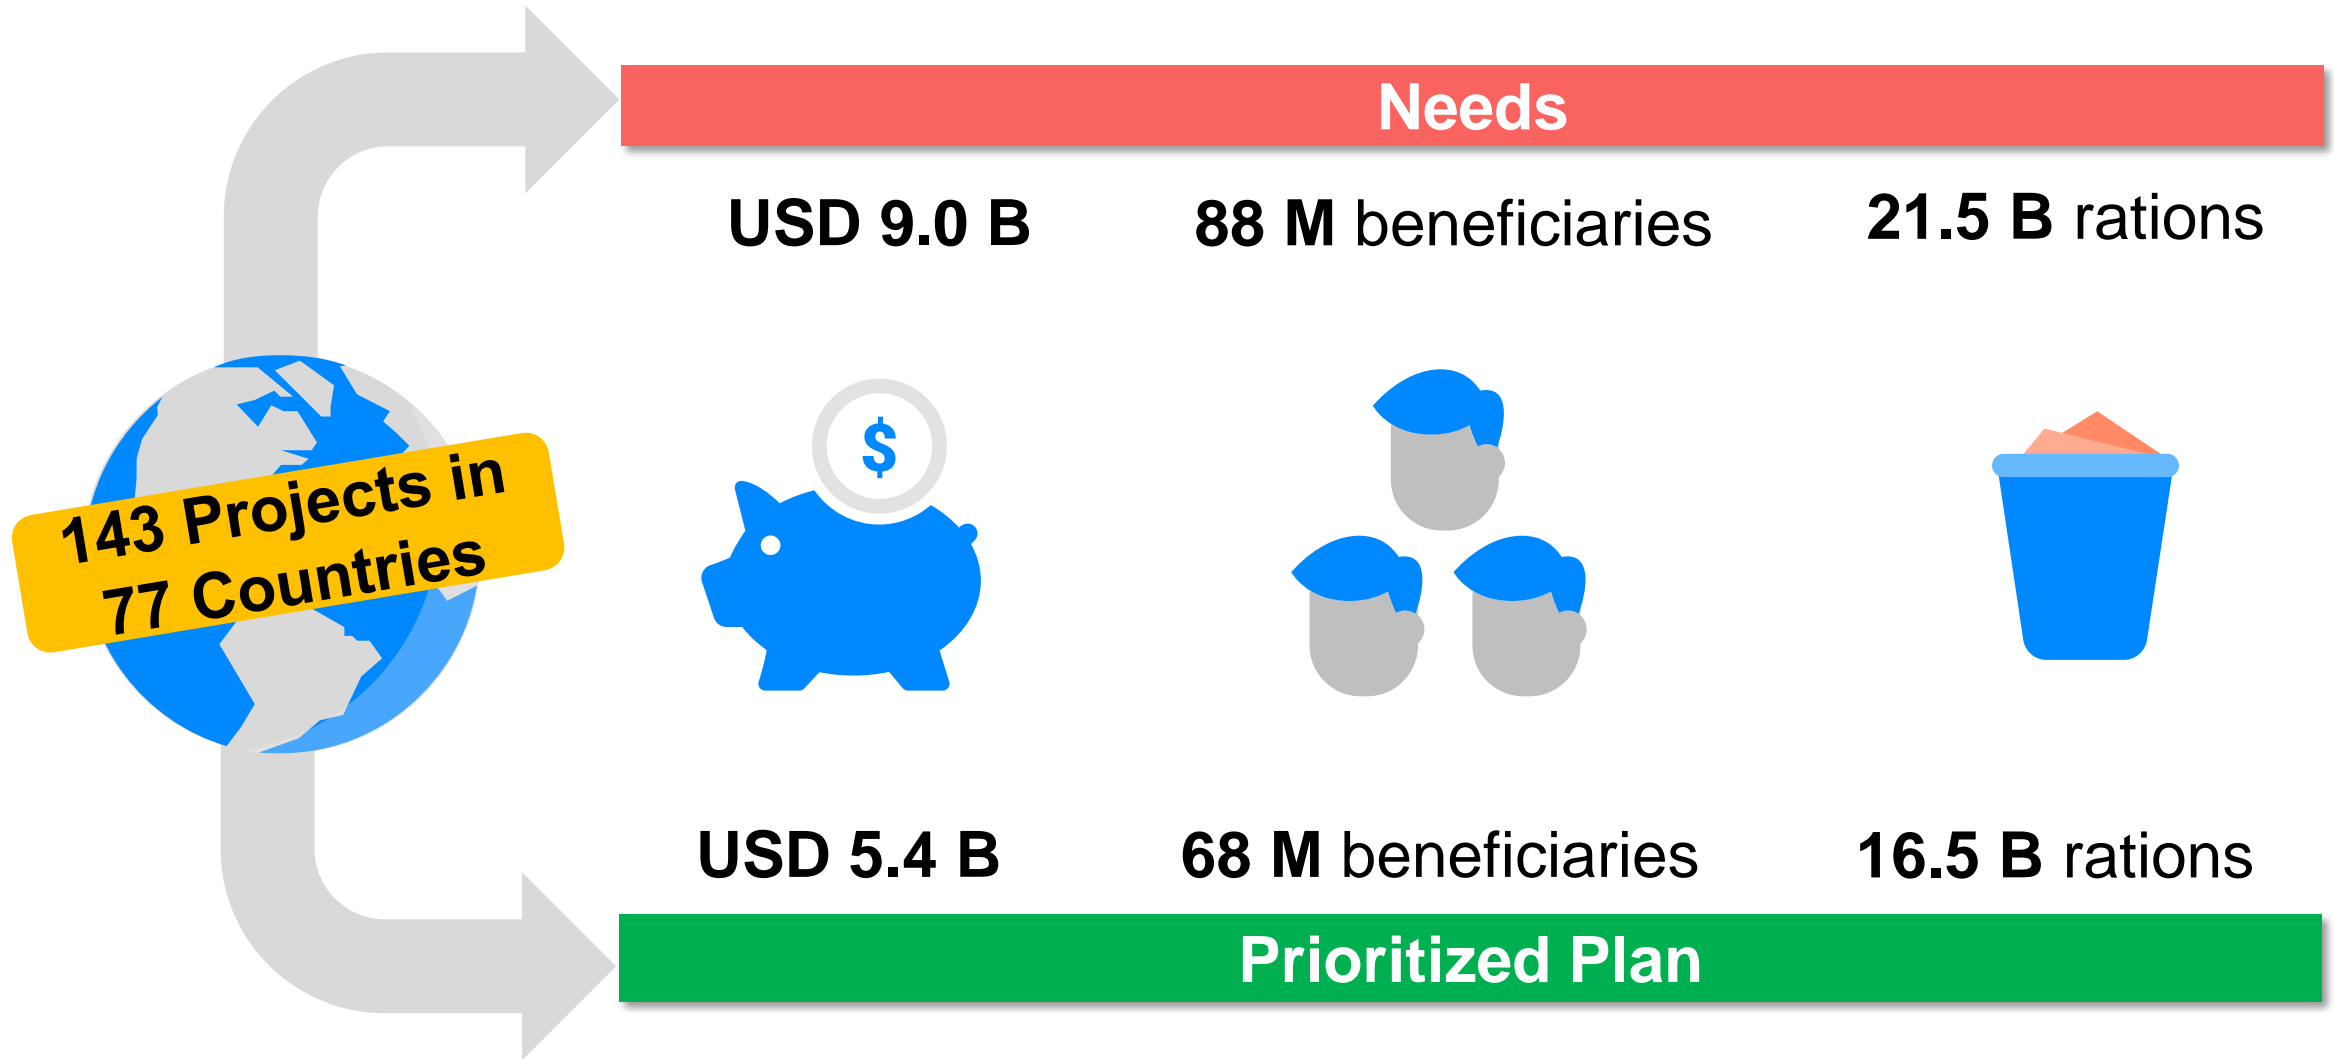 Needs
USD 9.0 B
88 M beneficiaries
21.5 B rations
$
143 Projects in
77 Countries
USD 5.4 B
68 M beneficiaries
16.5 B rations
Prioritized Plan